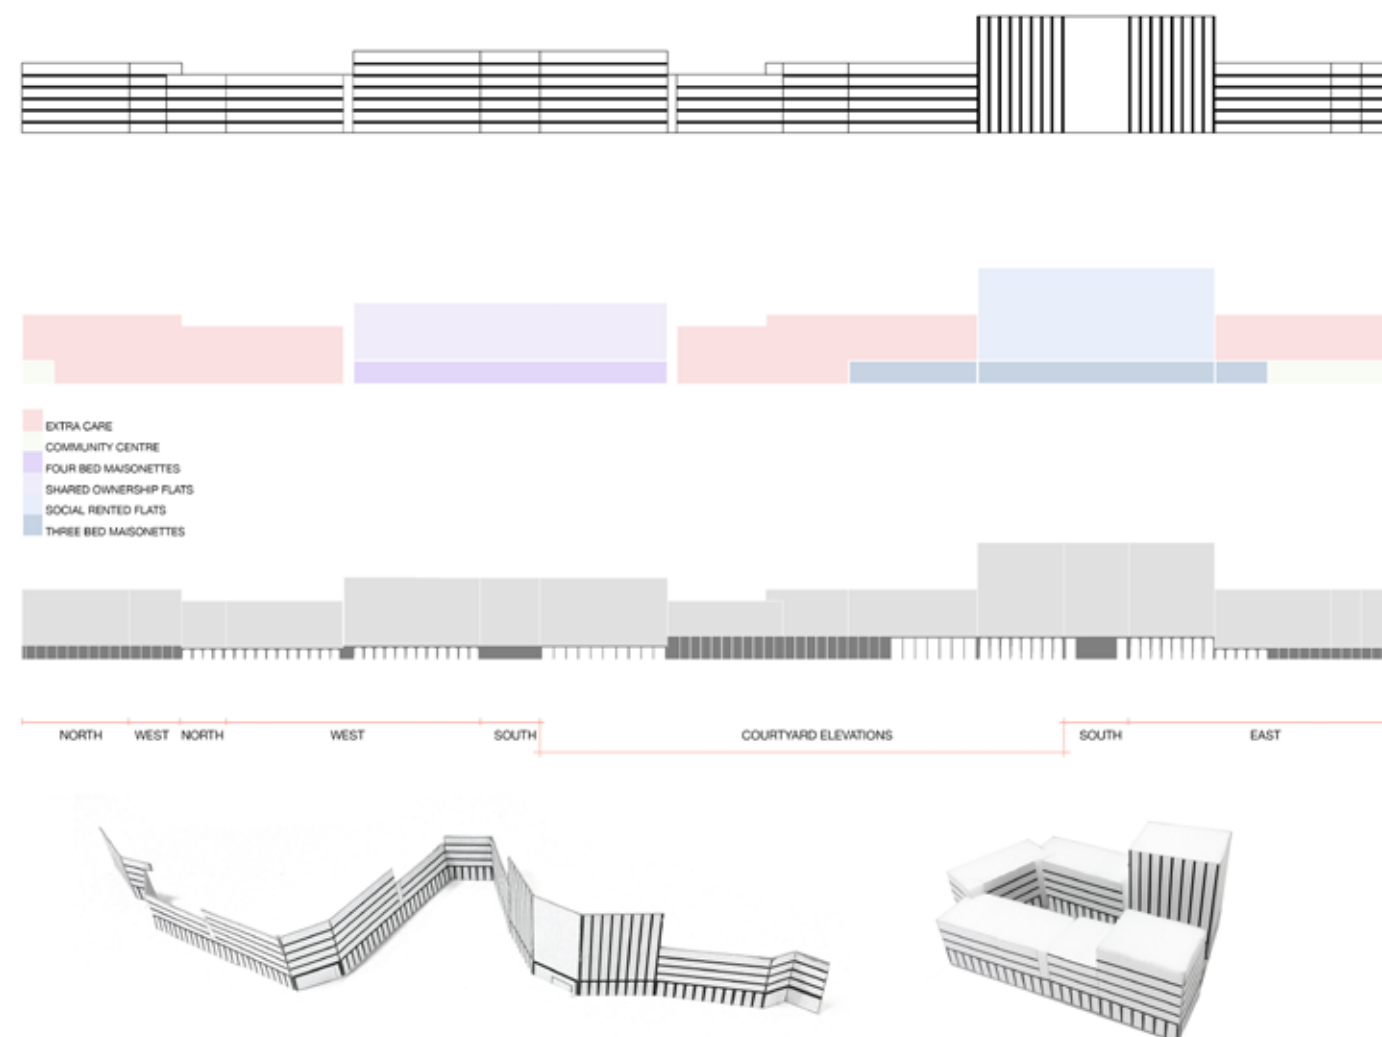 EXTRA CARE
COMMUNITY CENTRE
FOUR BED MAISONETTES
SHARED OWNERSHIP FLATS
SOCIAL RENTED FLATS
THREE BED MAISONETTES
NORTH WEST NORTH WEST SOUTH COURTYARD ELEVATIONS SOUTH EAST